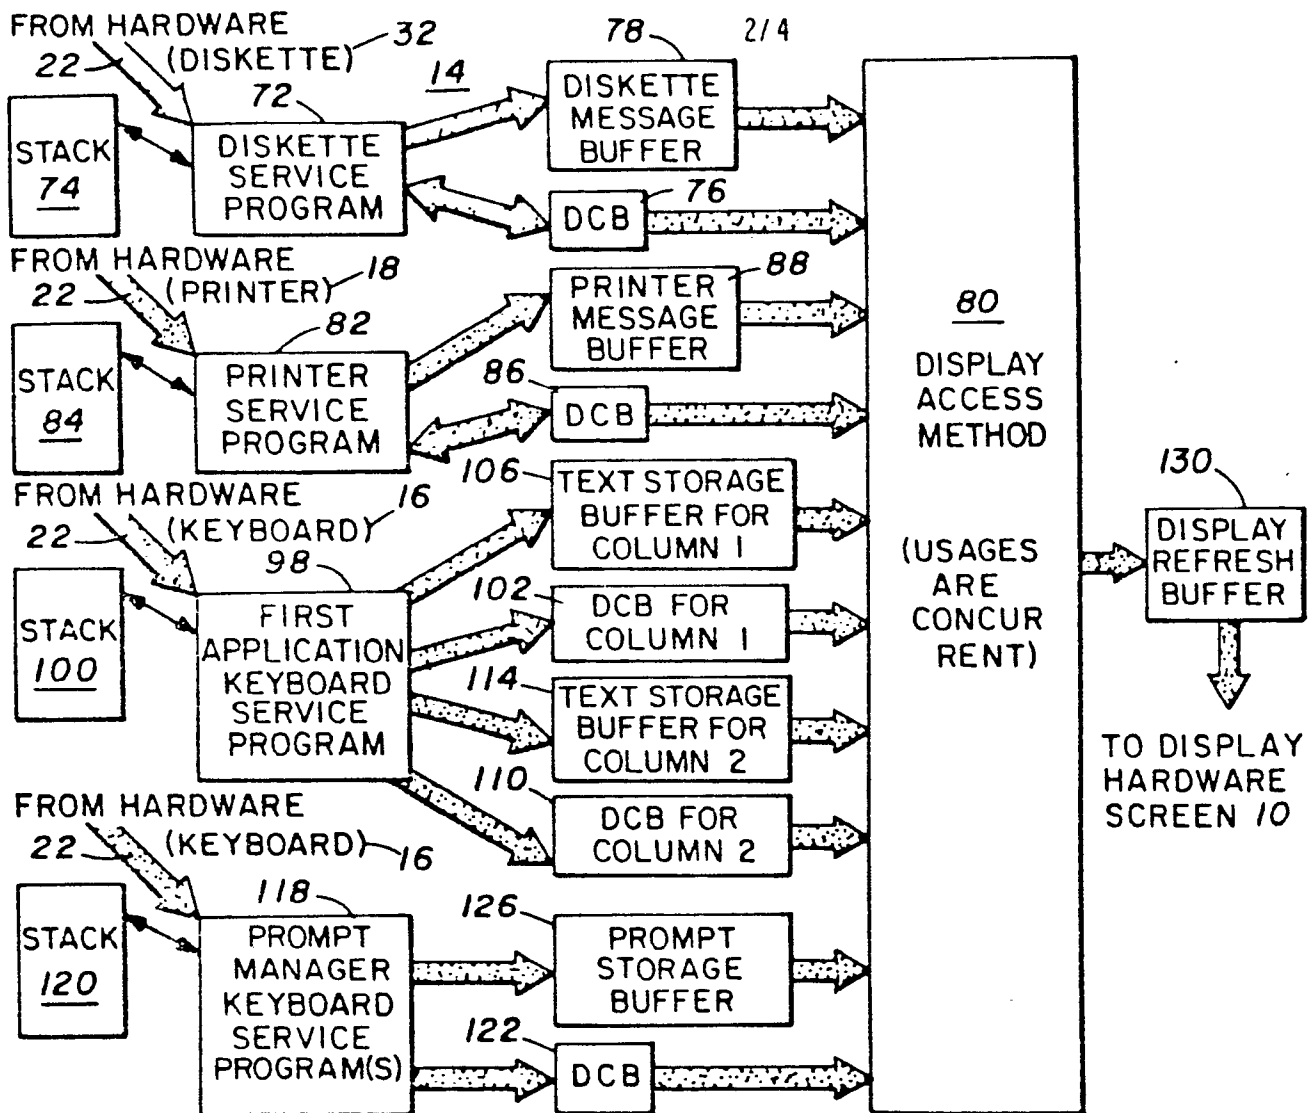 FROM HARDWARE
(DISKETTE) 32
22
STACK
74
72
DISKETTE
SERVICE
PROGRAM
14
78
2/4
DISKETTE
MESSAGE
BUFFER
76
DCB
FROM HARDWARE
(PRINTER) 18
22
STACK
84
82
PRINTER
SERVICE
PROGRAM
88
PRINTER
MESSAGE
BUFFER
86
DCB
FROM HARDWARE
(KEYBOARD) 16
22
STACK
100
98
FIRST
APPLICATION
KEYBOARD
SERVICE
PROGRAM
106
TEXT STORAGE
BUFFER FOR
COLUMN 1
102
DCB FOR
COLUMN 1
114
TEXT STORAGE
BUFFER FOR
COLUMN 2
110
DCB FOR
COLUMN 2
FROM HARDWARE
(KEYBOARD) 16
22
STACK
120
118
PROMPT
MANAGER
KEYBOARD
SERVICE
PROGRAM(S)
126
PROMPT
STORAGE
BUFFER
122
DCB
80
DISPLAY
ACCESS
METHOD
(USAGES
ARE
CONCUR
RENT)
130
DISPLAY
REFRESH
BUFFER
TO DISPLAY
HARDWARE
SCREEN 10